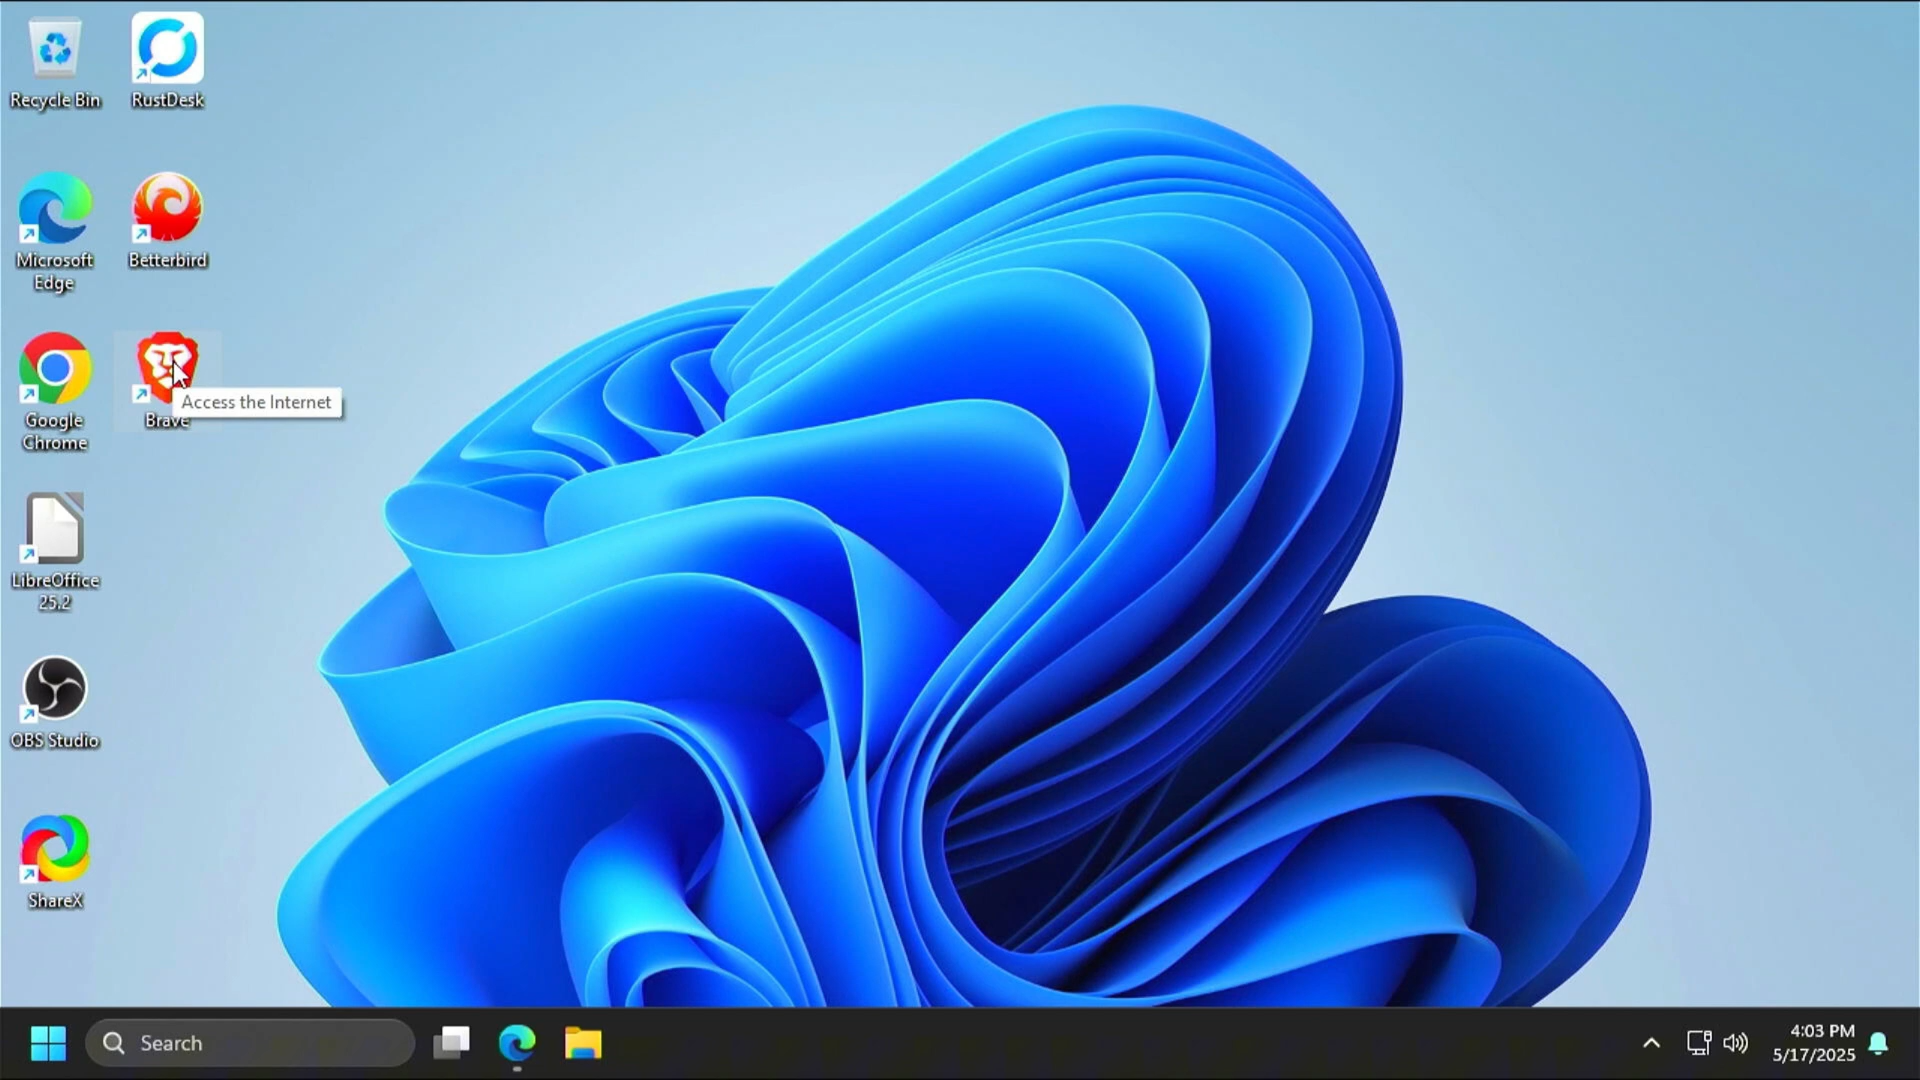 Recycle Bin
RustDesk
Microsoft
Edge
Betterbird
Google
Chrome
Brave
Access the Internet
LibreOffice
25.2
OBS Studio
ShareX
Search
4:03 PM
5/17/2025